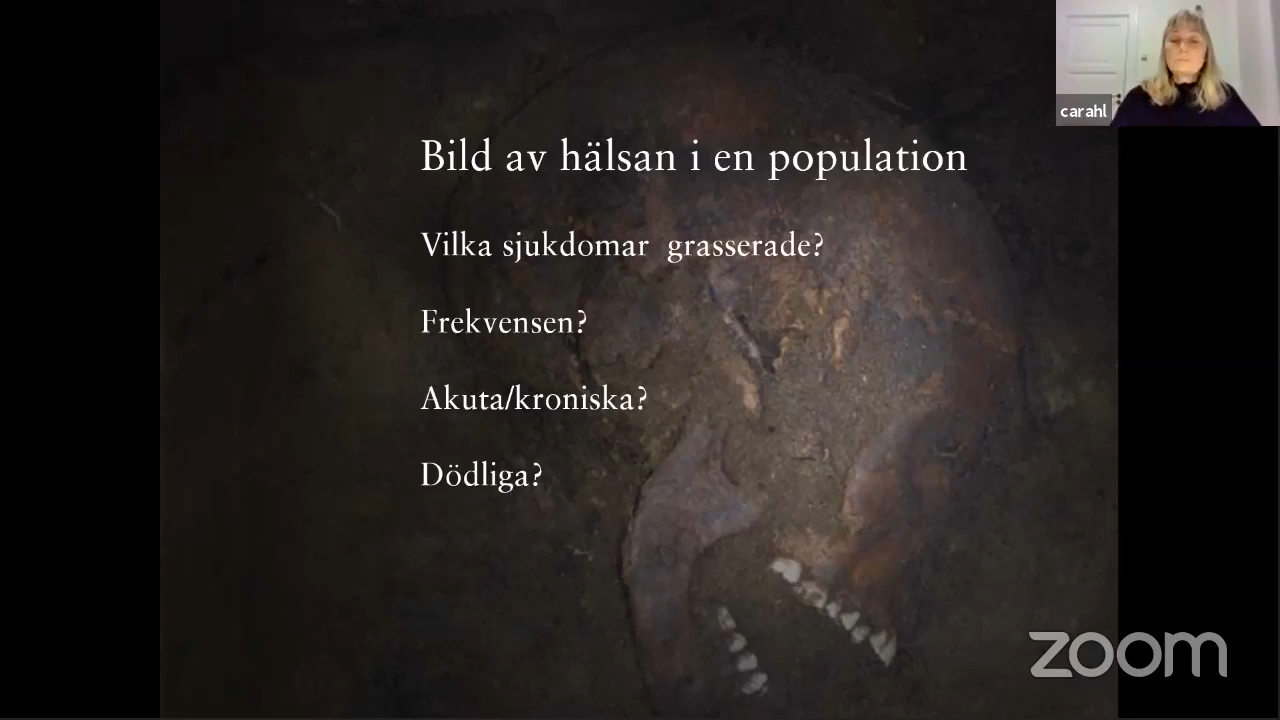 Bild av hälsan i en population
Vilka sjukdomar grasserade?
Frekvensen?
Akuta/kroniska?
Dödliga?
carahl
zoom